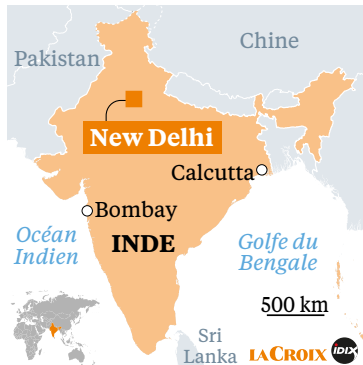 Chine
Pakistan
New Delhi
Calcutta
Bombay
Océan
Indien
INDE
Golfe du
Bengale
500 km
Sri
Lanka
LA CROIX
iDIX